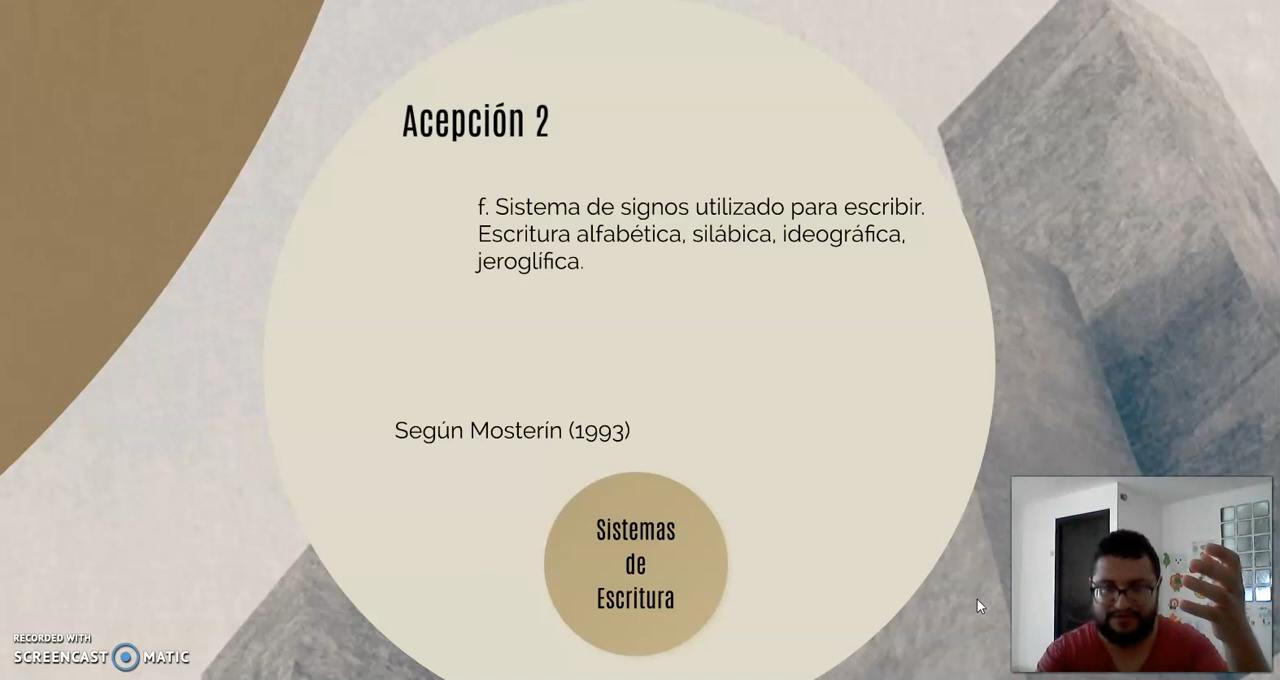 Acepción 2
f. Sistema de signos utilizado para escribir.
Escritura alfabética, silábica, ideográfica,
jeroglífica.
Según Mosterín (1993)
Sistemas
de
Escritura
RECORDED WITH
SCREENCAST MATIC